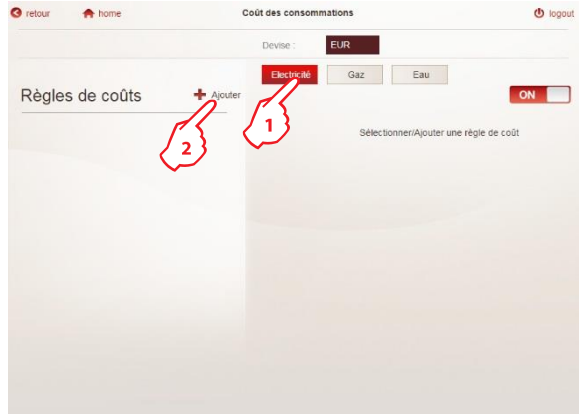 retour home Coût des consommations logout
Devise : EUR
Electricité Gaz Eau
Règles de coûts Ajouter ON
1
Sélectionner/Ajouter une règle de coût
2